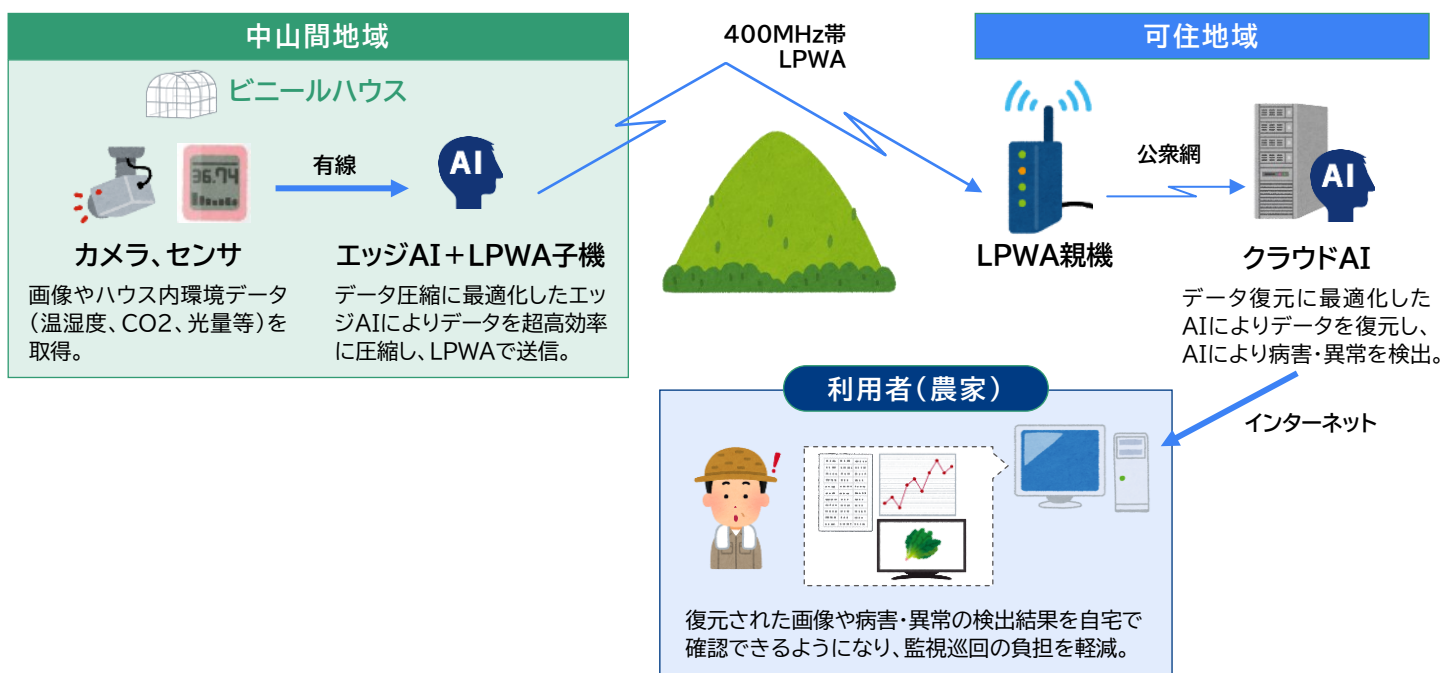 中山間地域
ビニールハウス
有線
AI
36.94
カメラ、センサ
画像やハウス内環境データ
(温湿度、CO2、光量等)を
取得。
エッジAI+LPWA子機
データ圧縮に最適化したエッ
ジAIによりデータを超高効率
に圧縮し、LPWAで送信。
400MHz帯
LPWA
可住地域
LPWA親機
公衆網
AI
クラウドAI
データ復元に最適化した
AIによりデータを復元し、
AIにより病害・異常を検出。
インターネット
利用者(農家)
!
復元された画像や病害・異常の検出結果を自宅で
確認できるようになり、監視巡回の負担を軽減。